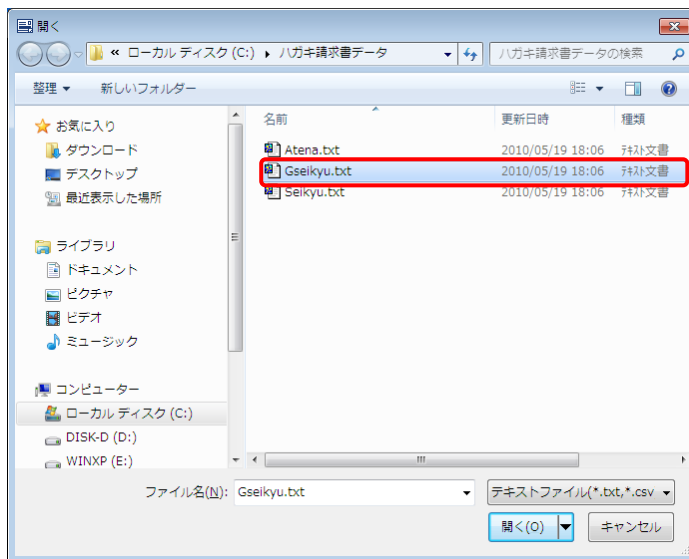 開く
« ローカル ディスク (C:) ▸ ハガキ請求書データ
ハガキ請求書データの検索
整理 ▼ 新しいフォルダー
名前 更新日時 種類
お気に入り
ダウンロード
デスクトップ
最近表示した場所
ライブラリ
ドキュメント
ピクチャ
ビデオ
ミュージック
コンピューター
ローカル ディスク (C:)
DISK-D (D:)
WINXP (E:)
Atena.txt 2010/05/19 18:06 ﾃｷｽﾄ文書
Gseikyu.txt 2010/05/19 18:06 ﾃｷｽﾄ文書
Seikyu.txt 2010/05/19 18:06 ﾃｷｽﾄ文書
ファイル名(N): Gseikyu.txt
テキストファイル(*.txt,*.csv
開く(O) キャンセル